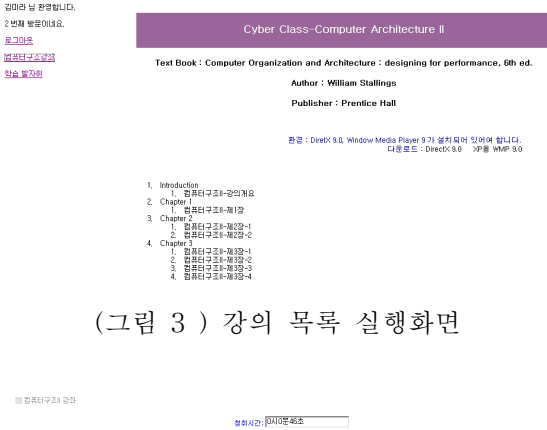 김미라 님 환영합니다.
2 번째 방문이네요.
로그아웃
컴퓨터구조강좌
학습 발자취
Cyber Class-Computer Architecture II
Text Book : Computer Organization and Architecture : designing for performance, 6th ed.
Author : William Stallings
Publisher : Prentice Hall
환경 : DiretX 9.0, Window Media Player 9 가 설치되어 있어야 합니다.
다운로드 : DirectX 9.0 XP용 WMP 9.0
1. Introduction
1. 컴퓨터구조II-강의개요
2. Chapter 1
1. 컴퓨터구조II-제1장
3. Chapter 2
1. 컴퓨터구조II-제2장-1
2. 컴퓨터구조II-제2장-2
4. Chapter 3
1. 컴퓨터구조II-제3장-1
2. 컴퓨터구조II-제3장-2
3. 컴퓨터구조II-제3장-3
4. 컴퓨터구조II-제3장-4
(그림 3 ) 강의 목록 실행화면
컴퓨터구조II 강좌
청취시간: 0시0분46초